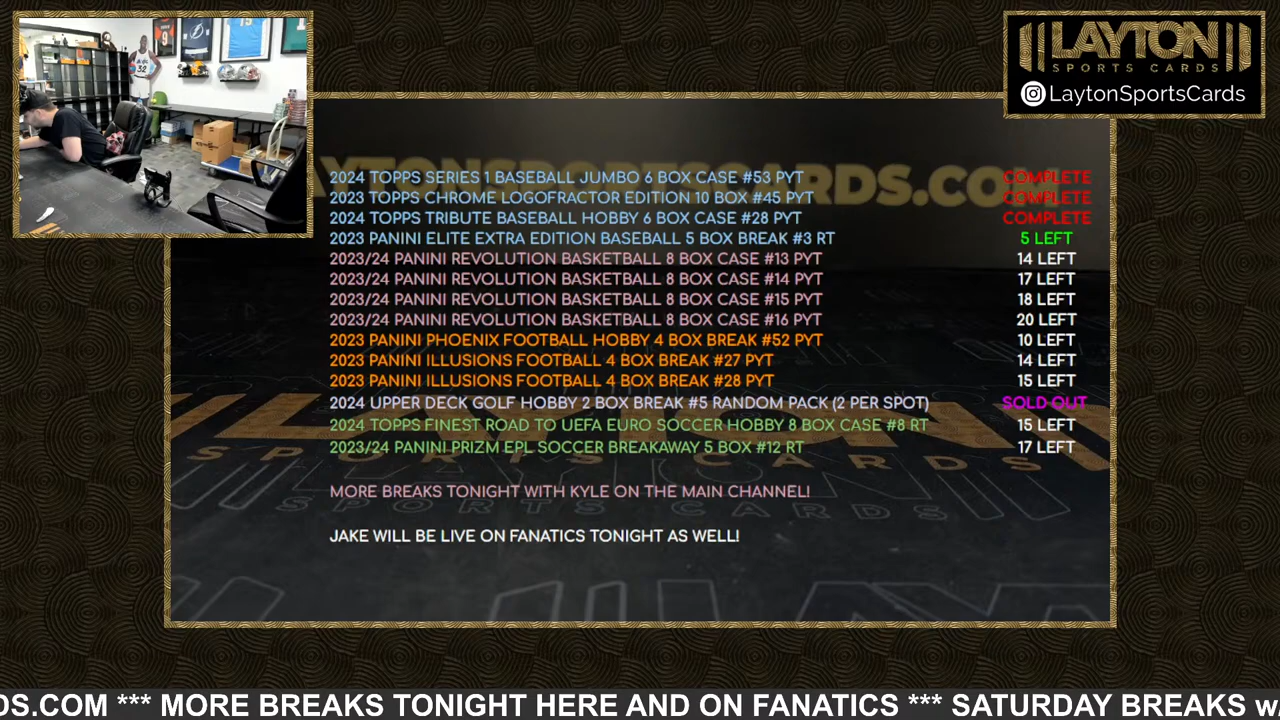 LAYTON
SPORTS CARDS
LaytonSportsCards
2024 TOPPS SERIES 1 BASEBALL JUMBO 6 BOX CASE #53 PYT COMPLETE
2023 TOPPS CHROME LOGOFRACTOR EDITION 10 BOX #45 PYT COMPLETE
2024 TOPPS TRIBUTE BASEBALL HOBBY 6 BOX CASE #28 PYT COMPLETE
2023 PANINI ELITE EXTRA EDITION BASEBALL 5 BOX BREAK #3 RT 5 LEFT
2023/24 PANINI REVOLUTION BASKETBALL 8 BOX CASE #13 PYT 14 LEFT
2023/24 PANINI REVOLUTION BASKETBALL 8 BOX CASE #14 PYT 17 LEFT
2023/24 PANINI REVOLUTION BASKETBALL 8 BOX CASE #15 PYT 18 LEFT
2023/24 PANINI REVOLUTION BASKETBALL 8 BOX CASE #16 PYT 20 LEFT
2023 PANINI PHOENIX FOOTBALL HOBBY 4 BOX BREAK #52 PYT 10 LEFT
2023 PANINI ILLUSIONS FOOTBALL 4 BOX BREAK #27 PYT 14 LEFT
2023 PANINI ILLUSIONS FOOTBALL 4 BOX BREAK #28 PYT 15 LEFT
2024 UPPER DECK GOLF HOBBY 2 BOX BREAK #5 RANDOM PACK (2 PER SPOT) SOLD OUT
2024 TOPPS FINEST ROAD TO UEFA EURO SOCCER HOBBY 8 BOX CASE #8 RT 15 LEFT
2023/24 PANINI PRIZM EPL SOCCER BREAKAWAY 5 BOX #12 RT 17 LEFT
MORE BREAKS TONIGHT WITH KYLE ON THE MAIN CHANNEL!
JAKE WILL BE LIVE ON FANATICS TONIGHT AS WELL!
DS.COM *** MORE BREAKS TONIGHT HERE AND ON FANATICS *** SATURDAY BREAKS w